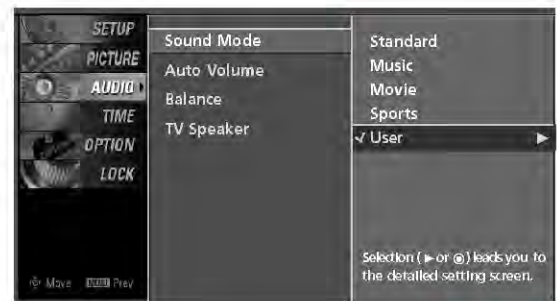 SETUP
PICTURE
AUDIO
TIME
OPTION
LOCK
Move MENU Prev
Sound Mode
Auto Volume
Balance
TV Speaker
Standard
Music
Movie
Sports
✓ User ▶
Selection ( ▶ or ◉ ) leads you to
the detailed setting screen.